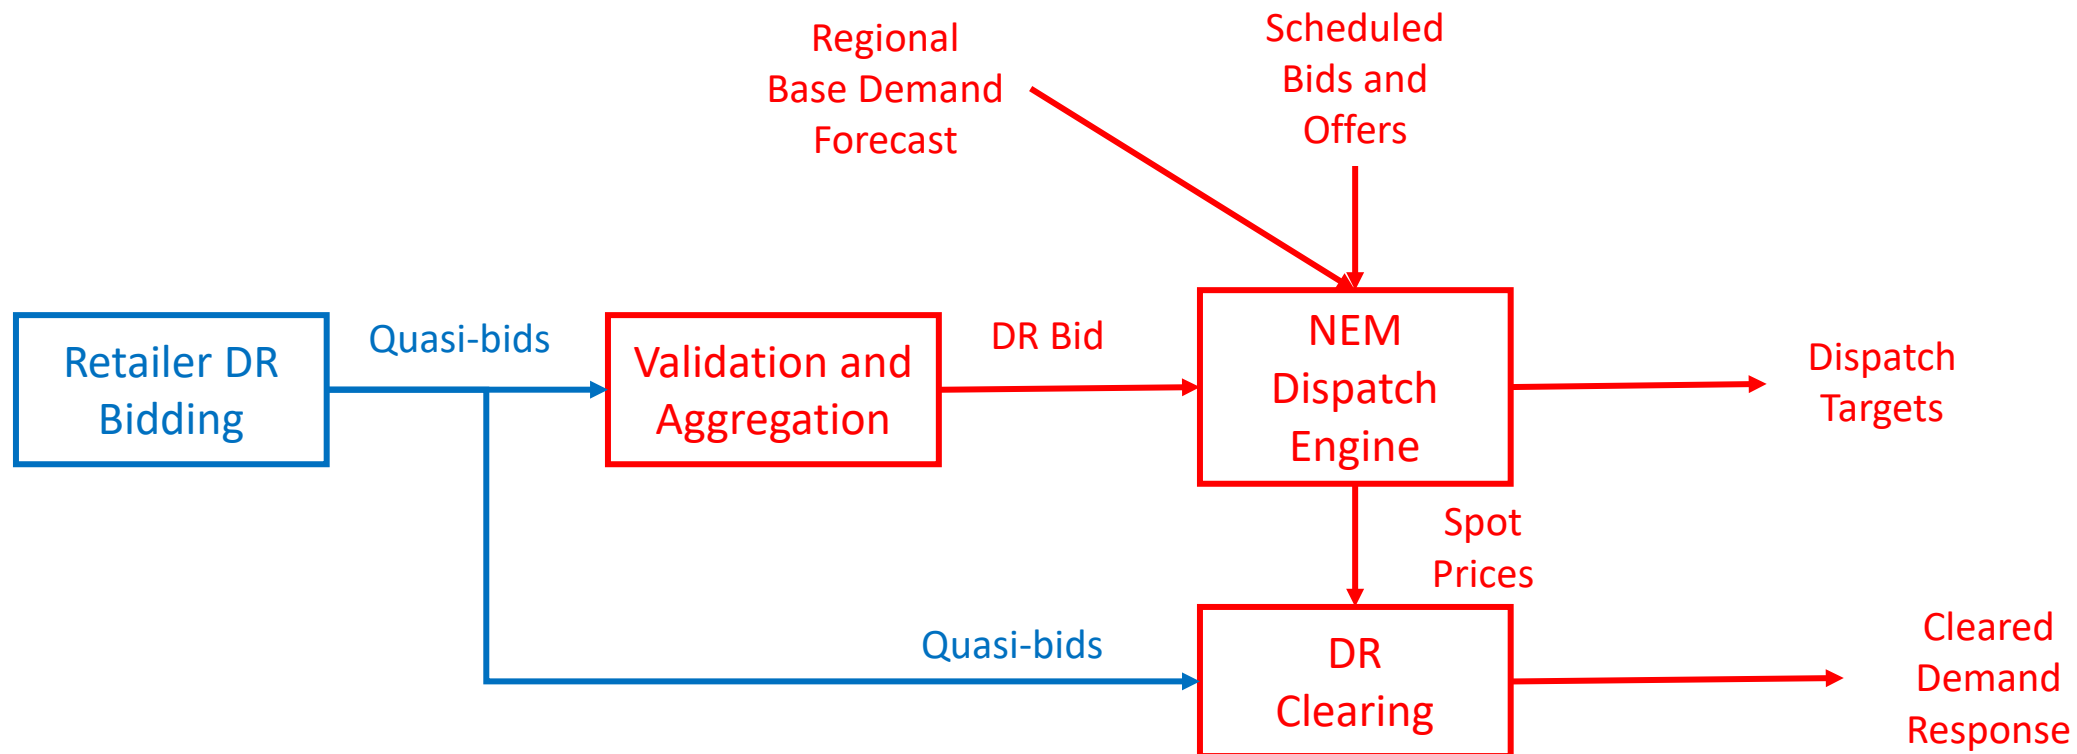 Regional
Base Demand
Forecast
Scheduled
Bids and
Offers
Retailer DR
Bidding
Quasi-bids
Validation and
Aggregation
DR Bid
NEM
Dispatch
Engine
Dispatch
Targets
Spot
Prices
Quasi-bids
DR
Clearing
Cleared
Demand
Response